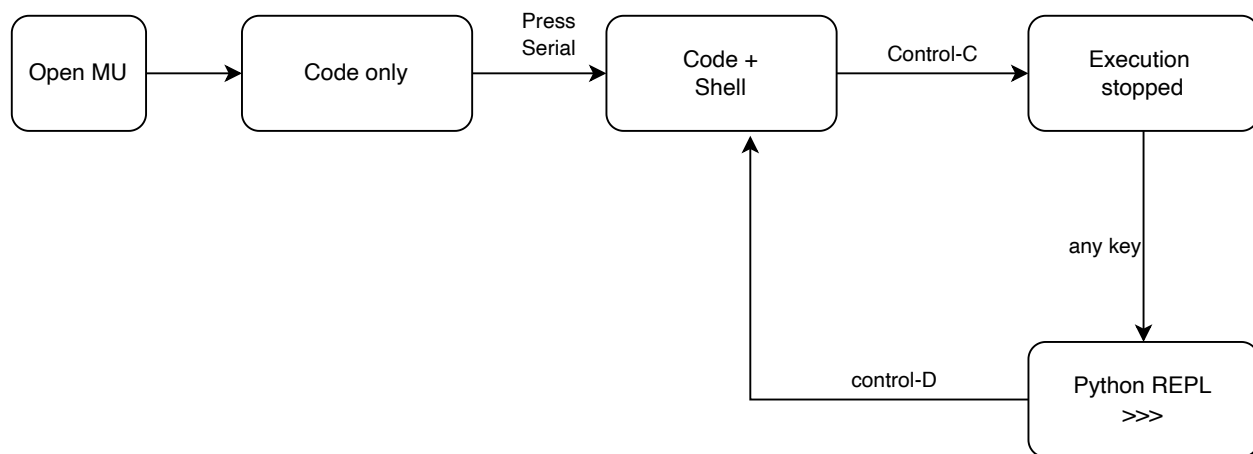 Open MU
Code only
Press
Serial
Code +
Shell
Control-C
Execution
stopped
any key
Python REPL
>>>
control-D